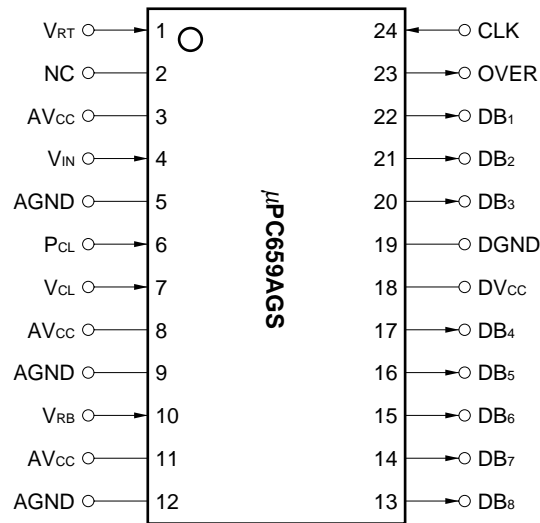 VRT 1 24 CLK
NC 2 23 OVER
AVCC 3 22 DB1
VIN 4 21 DB2
AGND 5 20 DB3
PCL 6 19 DGND
VCL 7 18 DVCC
AVCC 8 17 DB4
AGND 9 16 DB5
VRB 10 15 DB6
AVCC 11 14 DB7
AGND 12 13 DB8
μPC659AGS